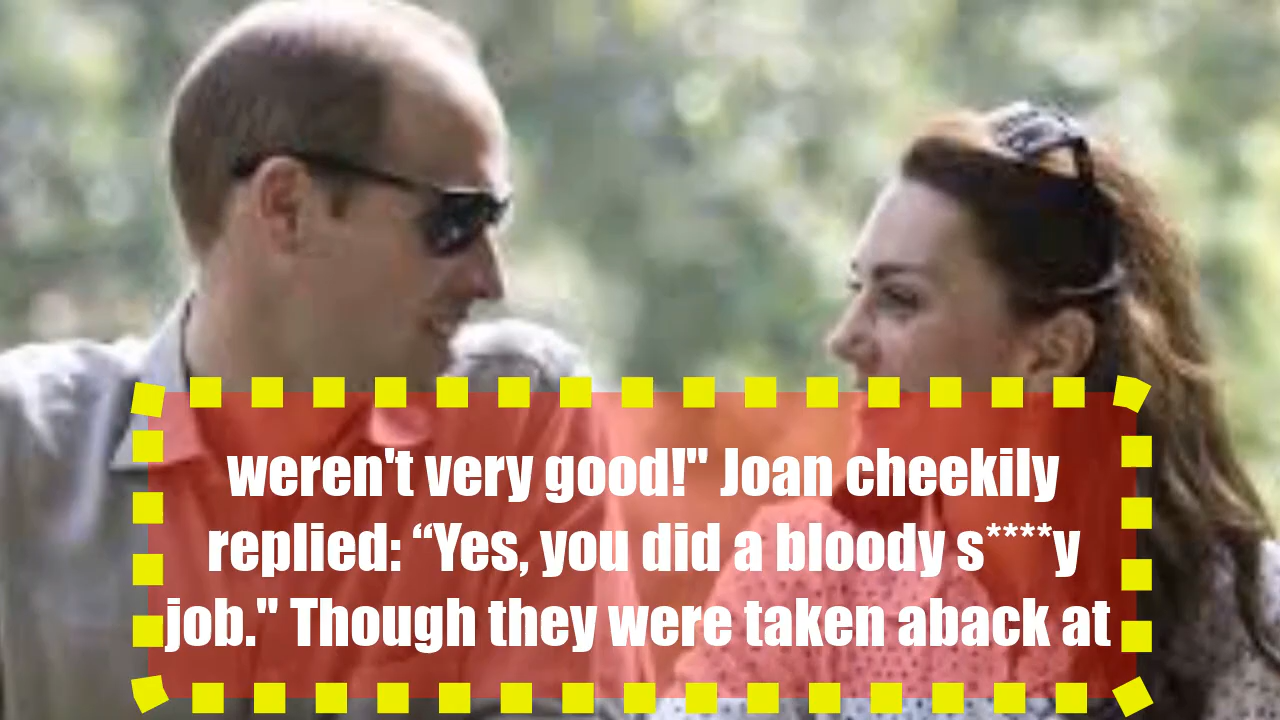 weren't very good!" Joan cheekily
replied: “Yes, you did a bloody s****y
job." Though they were taken aback at